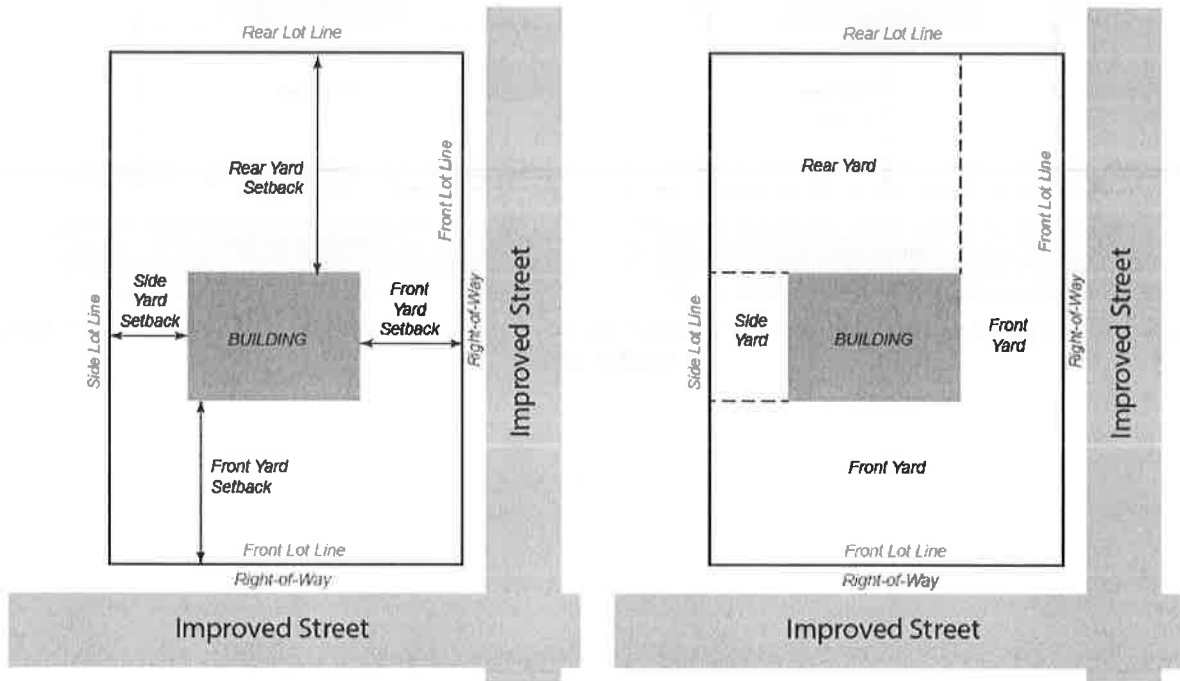 Rear Lot Line
Rear Yard
Setback
Front Lot Line
Side
Yard
Setback
Front
Yard
Setback
Side Lot Line
BUILDING
Right-of-Way
Improved Street
Front Yard
Setback
Front Lot Line
Right-of-Way
Improved Street
Rear Lot Line
Rear Yard
Front Lot Line
Side Lot Line
Side
Yard
BUILDING
Front
Yard
Right-of-Way
Improved Street
Front Yard
Front Lot Line
Right-of-Way
Improved Street